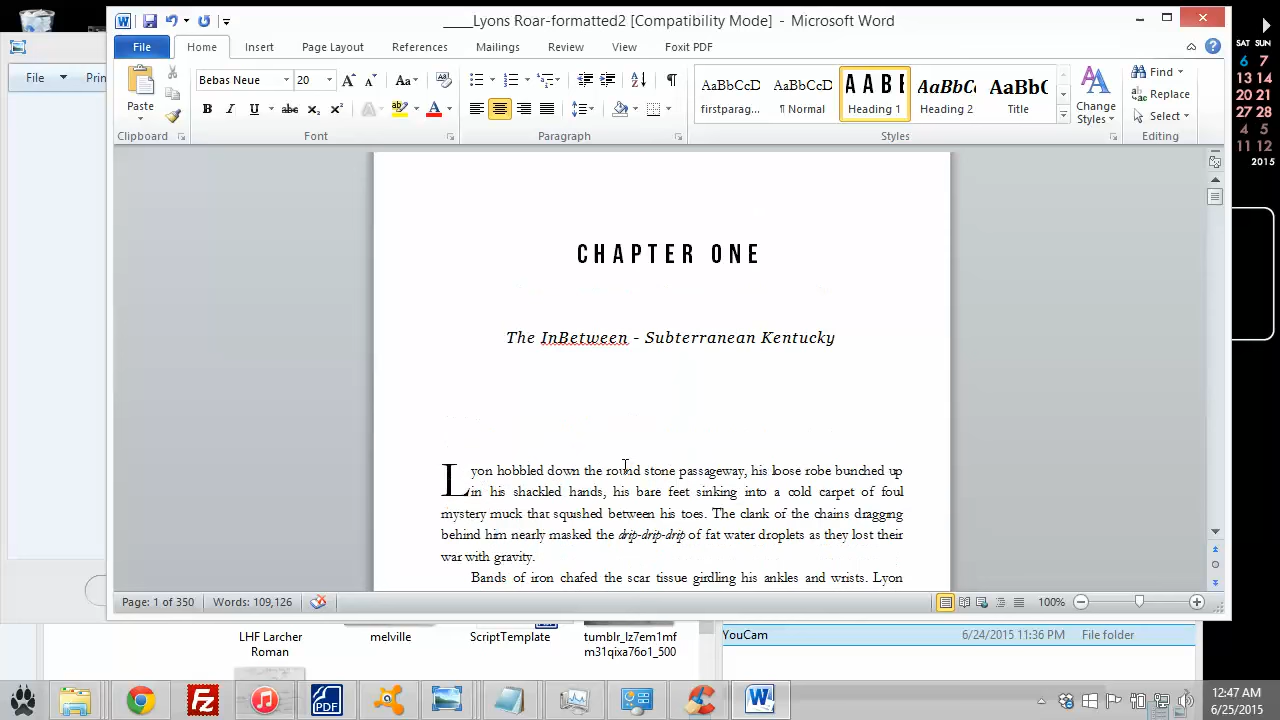 ____Lyons Roar-formatted2 [Compatibility Mode] - Microsoft Word
File Home Insert Page Layout References Mailings Review View Foxit PDF
File
Bebas Neue 20
AaBbCcD AaBbCcD AABE AaBbCc AaBb(
firstparag... ¶ Normal Heading 1 Heading 2 Title
Paste
Change Styles
Find
Replace
Select
Clipboard Font Paragraph Styles Editing
CHAPTER ONE
The InBetween - Subterranean Kentucky
Lyon hobbled down the round stone passageway, his loose robe bunched up
in his shackled hands, his bare feet sinking into a cold carpet of foul
mystery muck that squished between his toes. The clank of the chains dragging
behind him nearly masked the drip-drip-drip of fat water droplets as they lost their
war with gravity.
Bands of iron chafed the scar tissue girdling his ankles and wrists. Lyon
Page: 1 of 350 Words: 109,126 100%
LHF Larcher Roman
melville
ScriptTemplate
tumblr_lz7em1mf
m31qixa76o1_500
YouCam 6/24/2015 11:36 PM File folder
SAT SUN
6 7
13 14
20 21
27 28
4 5
11 12
2015
PDF
12:47 AM
6/25/2015